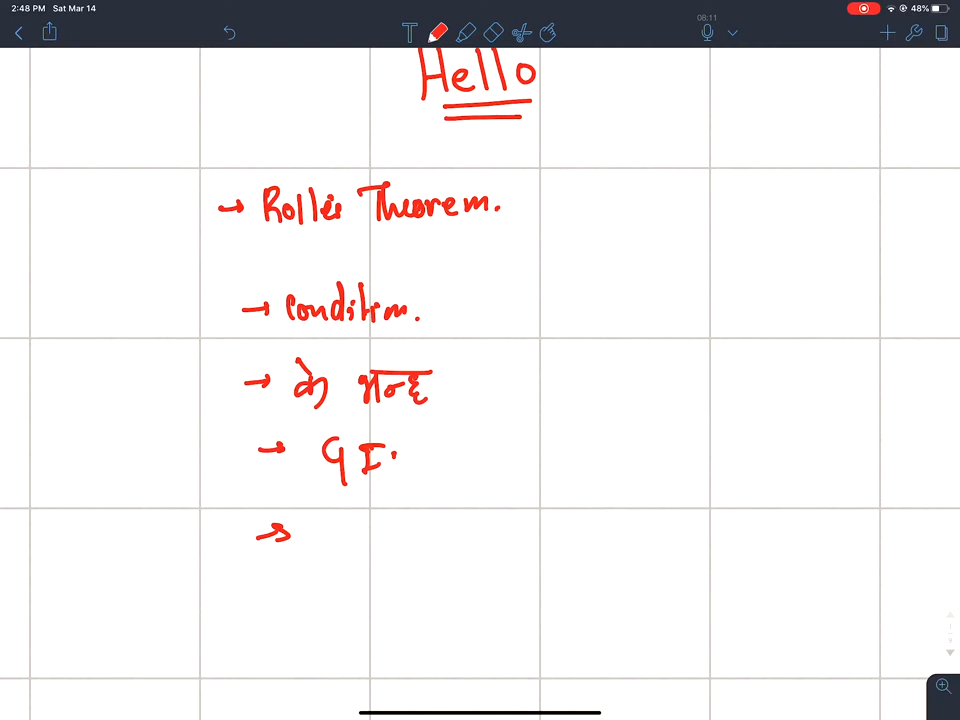 2:48 PM Sat Mar 14
48%
08:11
T
Hello
→ Rolle's Theorem.
→ Condition.
→ के
→ G I.
→